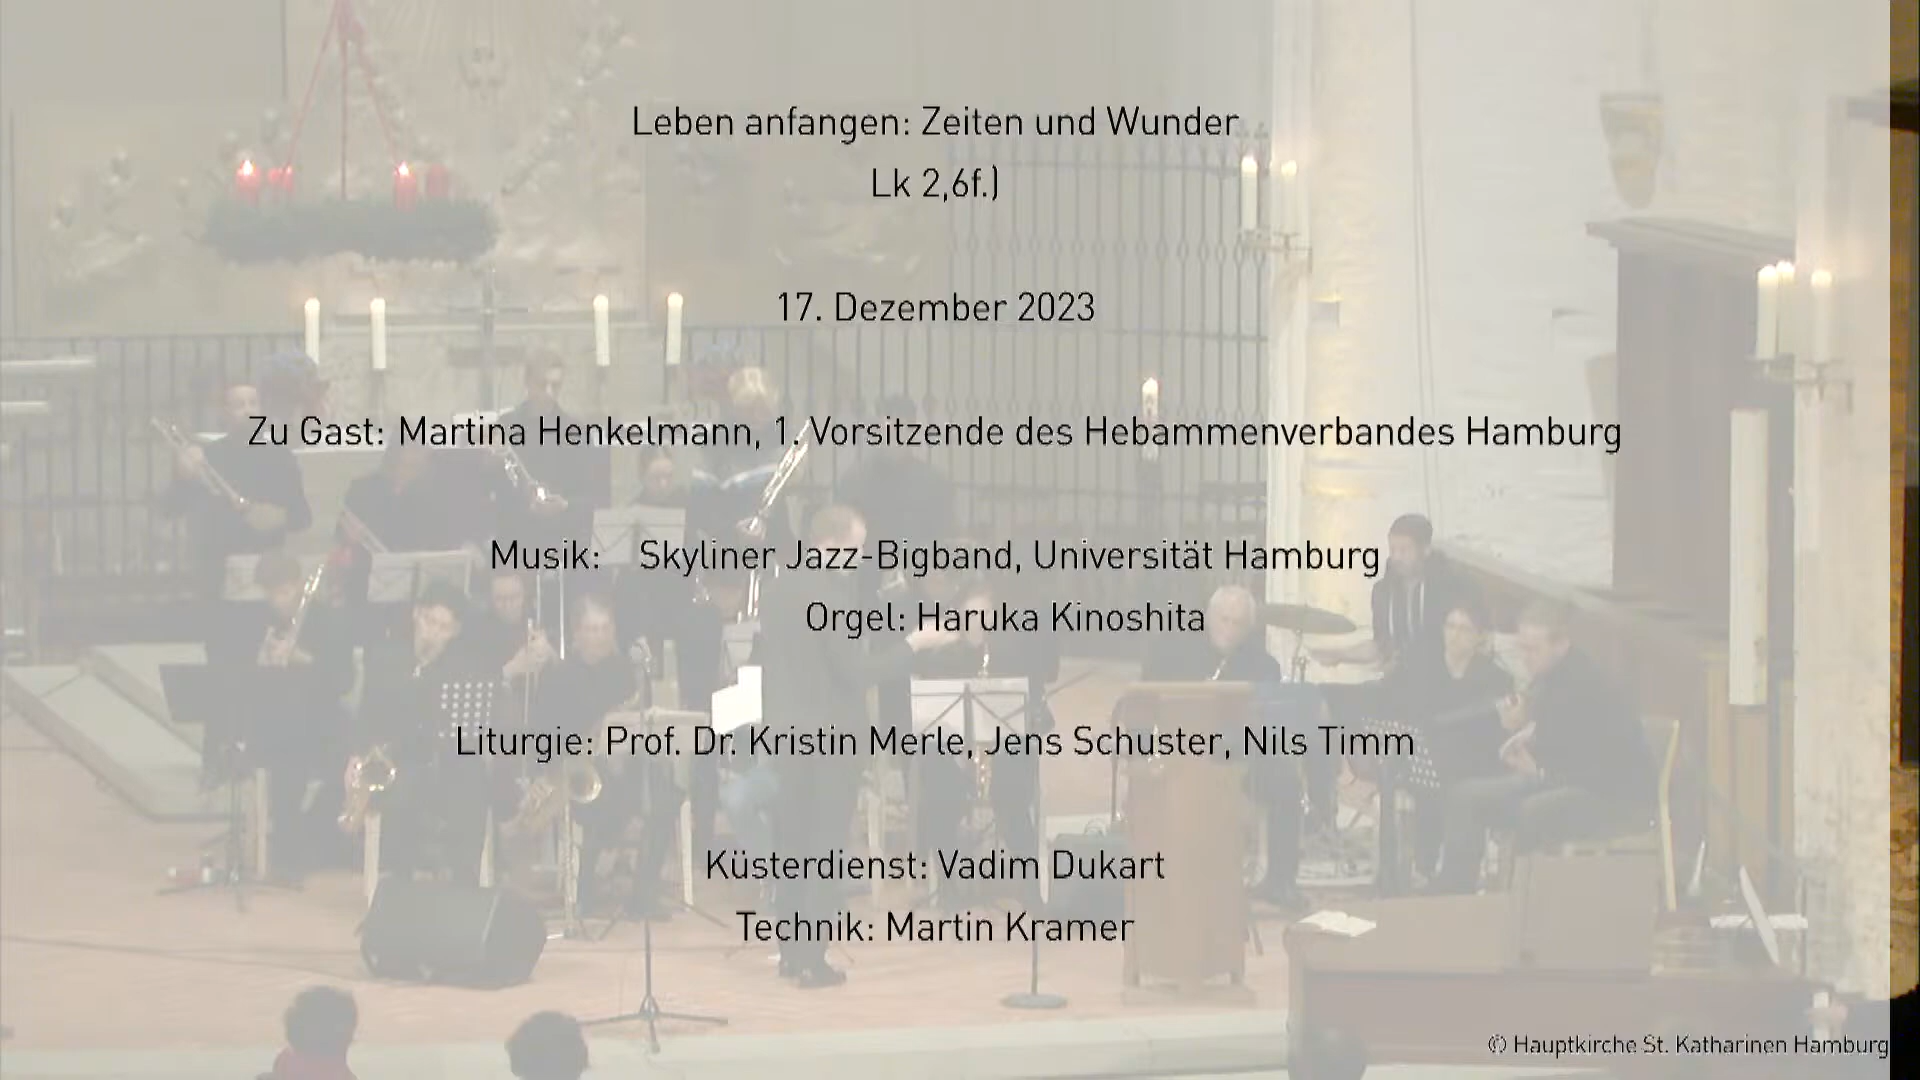 Leben anfangen: Zeiten und Wunder
Lk 2,6f.)
17. Dezember 2023
Zu Gast: Martina Henkelmann, 1. Vorsitzende des Hebammenverbandes Hamburg
Musik: Skyliner Jazz-Bigband, Universität Hamburg
Orgel: Haruka Kinoshita
Liturgie: Prof. Dr. Kristin Merle, Jens Schuster, Nils Timm
Küsterdienst: Vadim Dukart
Technik: Martin Kramer
© Hauptkirche St. Katharinen Hamburg